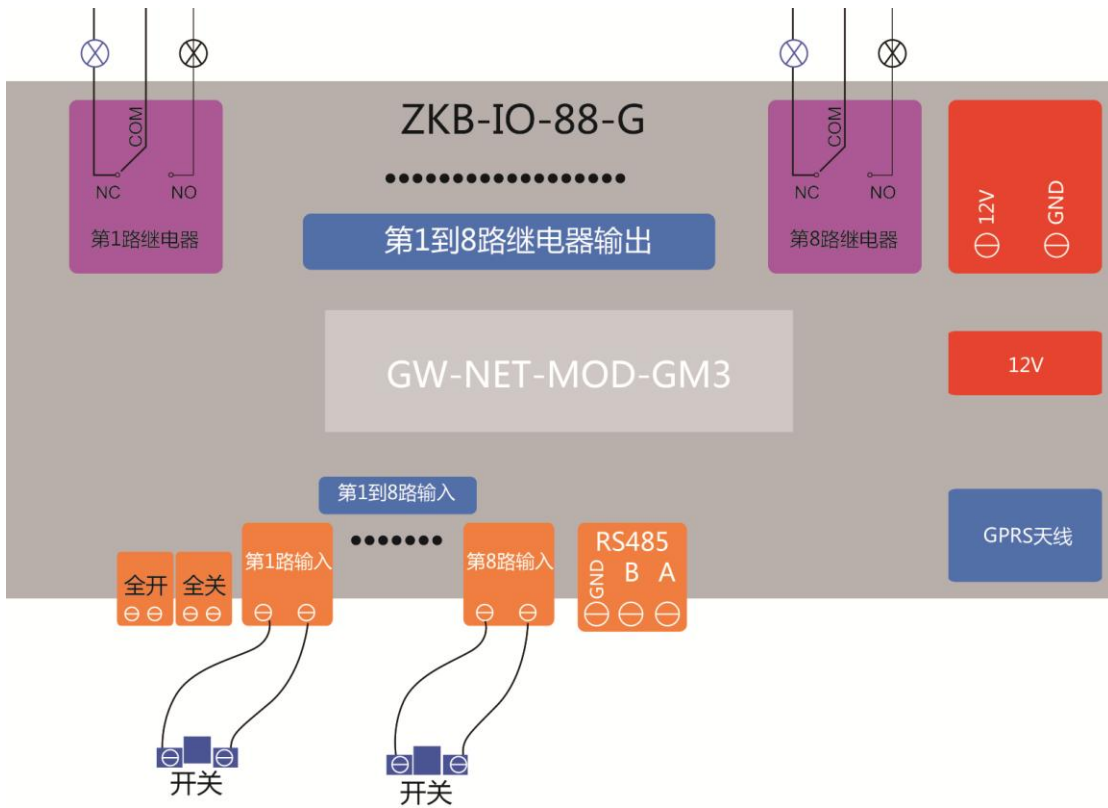 COM
NC
NO
第1路继电器
ZKB-IO-88-G
第1到8路继电器输出
COM
NC
NO
第8路继电器
12V
GND
GW-NET-MOD-GM3
12V
第1到8路输入
GPRS天线
全开
全关
第1路输入
第8路输入
RS485
GND
B
A
开关
开关